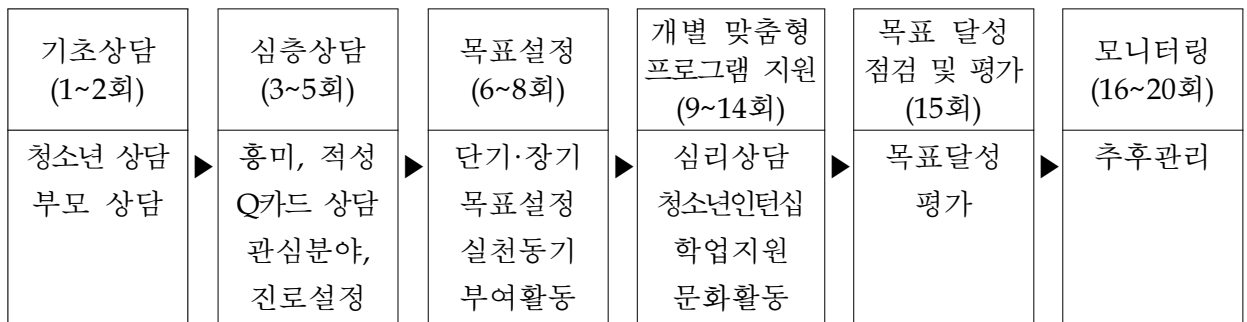 기초상담
(1~2회)
청소년 상담
부모 상담
▶
심층상담
(3~5회)
흥미, 적성
Q카드 상담
관심분야,
진로설정
▶
목표설정
(6~8회)
단기·장기
목표설정
실천동기
부여활동
▶
개별 맞춤형
프로그램 지원
(9~14회)
심리상담
청소년인턴십
학업지원
문화활동
▶
목표 달성
점검 및 평가
(15회)
목표달성
평가
▶
모니터링
(16~20회)
추후관리